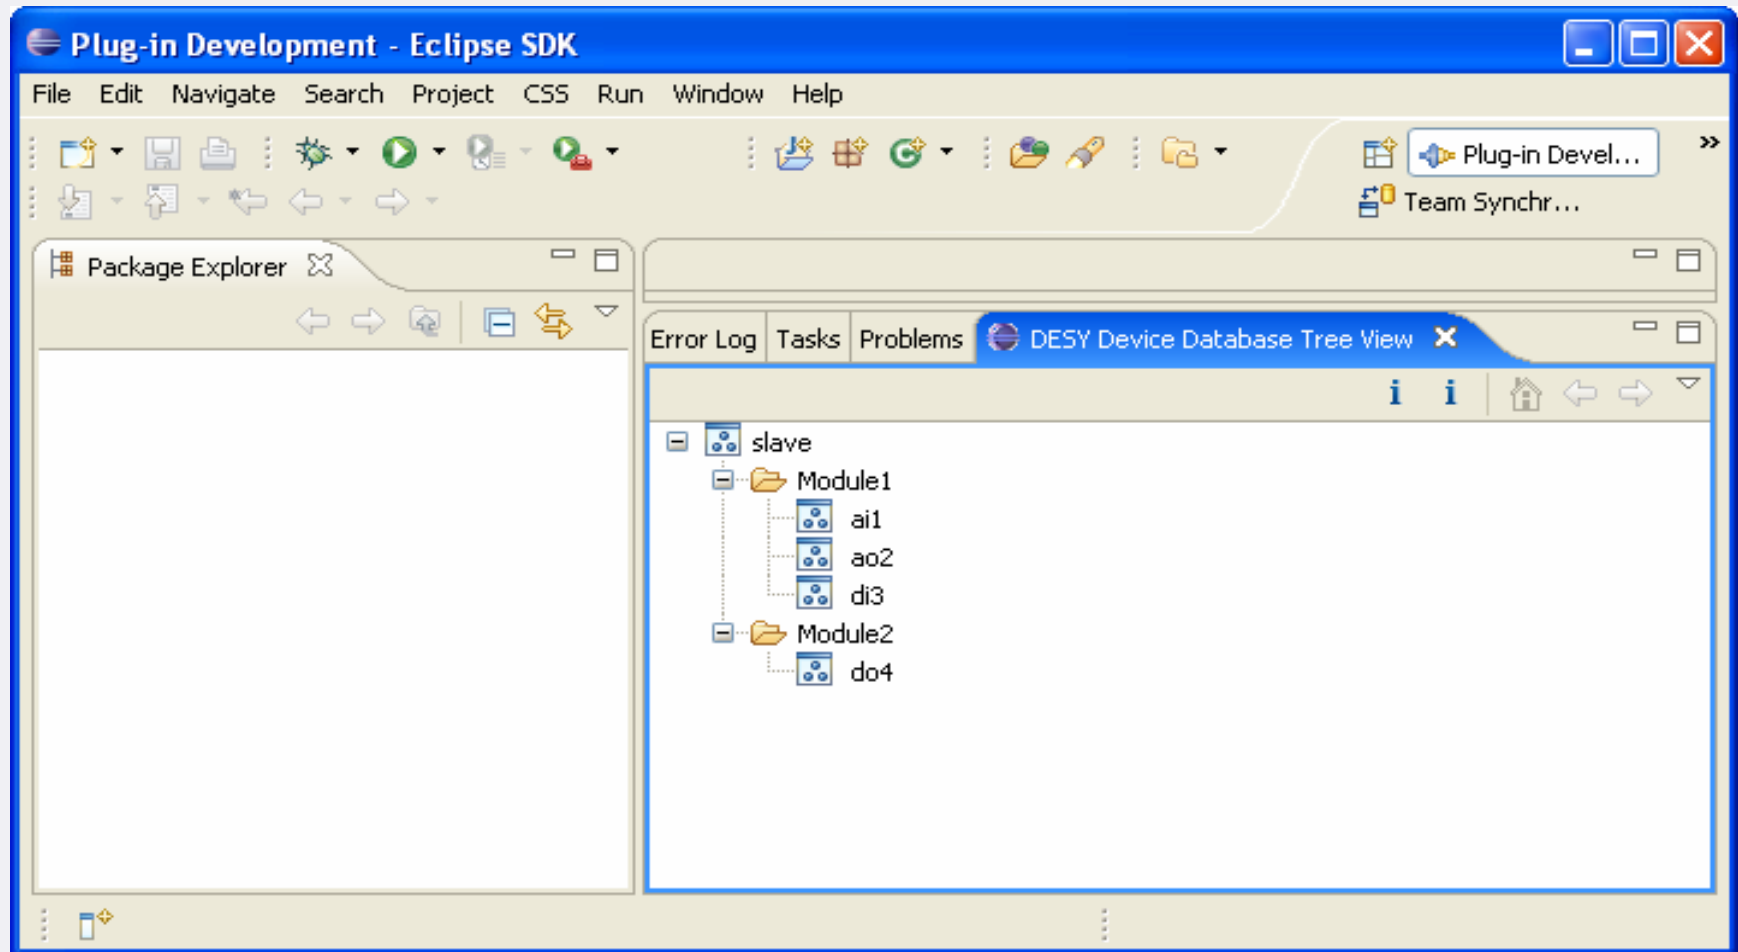 Plug-in Development - Eclipse SDK
File Edit Navigate Search Project CSS Run Window Help
Plug-in Devel... »
Team Synchr...
Package Explorer
Error Log Tasks Problems DESY Device Database Tree View
slave
Module1
ai1
ao2
di3
Module2
do4